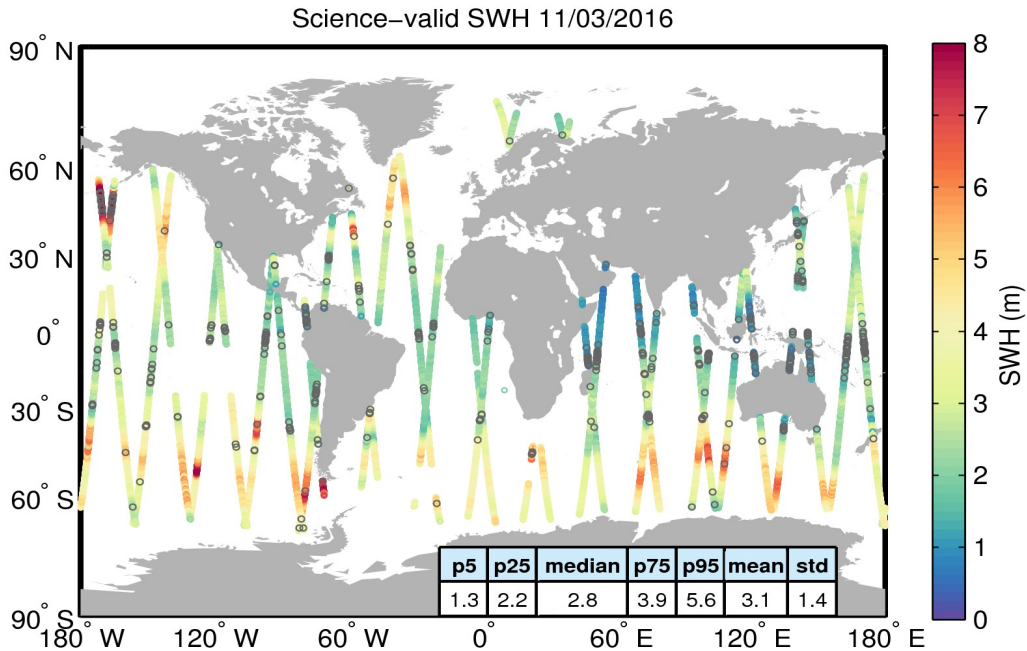 Science−valid SWH 11/03/2016
90° N
60° N
30° N
0°
30° S
60° S
90° S
180° W
120° W
60° W
0°
60° E
120° E
180° E
p5 p25 median p75 p95 mean std
1.3 2.2 2.8 3.9 5.6 3.1 1.4
8
7
6
5
4
3
2
1
0
SWH (m)